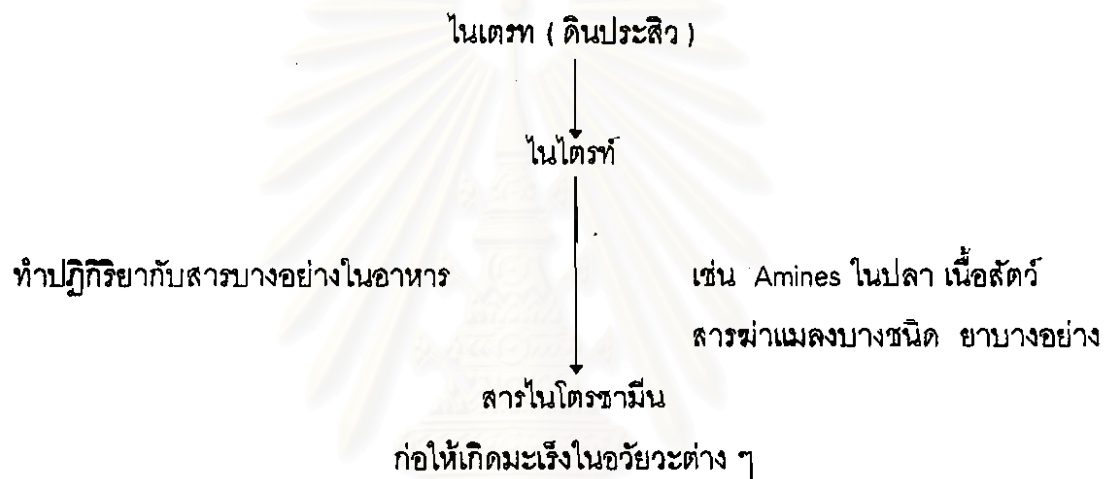 ไนเตรท ( ดินประสิว )
ไนไตรท์
ทำปฏิกิริยากับสารบางอย่างในอาหาร
เช่น Amines ในปลา เนื้อสัตว์
สารฆ่าแมลงบางชนิด ยาบางอย่าง
สารไนโตรซามีน
ก่อให้เกิดมะเร็งในอวัยวะต่าง ๆ